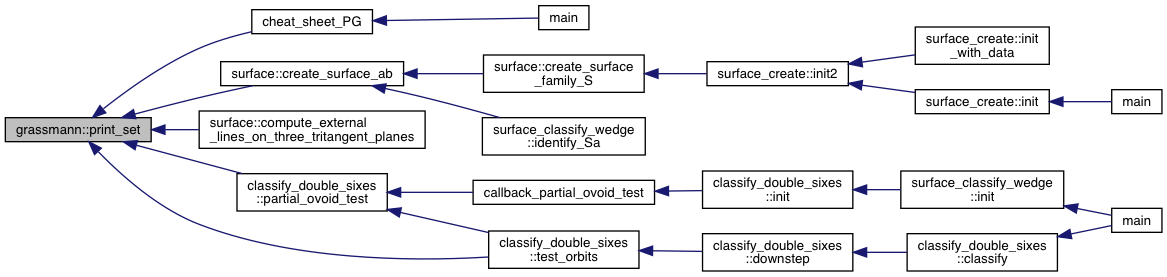 grassmann::print_set
cheat_sheet_PG
main
surface::create_surface_ab
surface::create_surface
_family_S
surface_create::init2
surface_create::init
_with_data
surface_create::init
main
surface_classify_wedge
::identify_Sa
surface::compute_external
_lines_on_three_tritangent_planes
classify_double_sixes
::partial_ovoid_test
callback_partial_ovoid_test
classify_double_sixes
::init
surface_classify_wedge
::init
main
classify_double_sixes
::test_orbits
classify_double_sixes
::downstep
classify_double_sixes
::classify